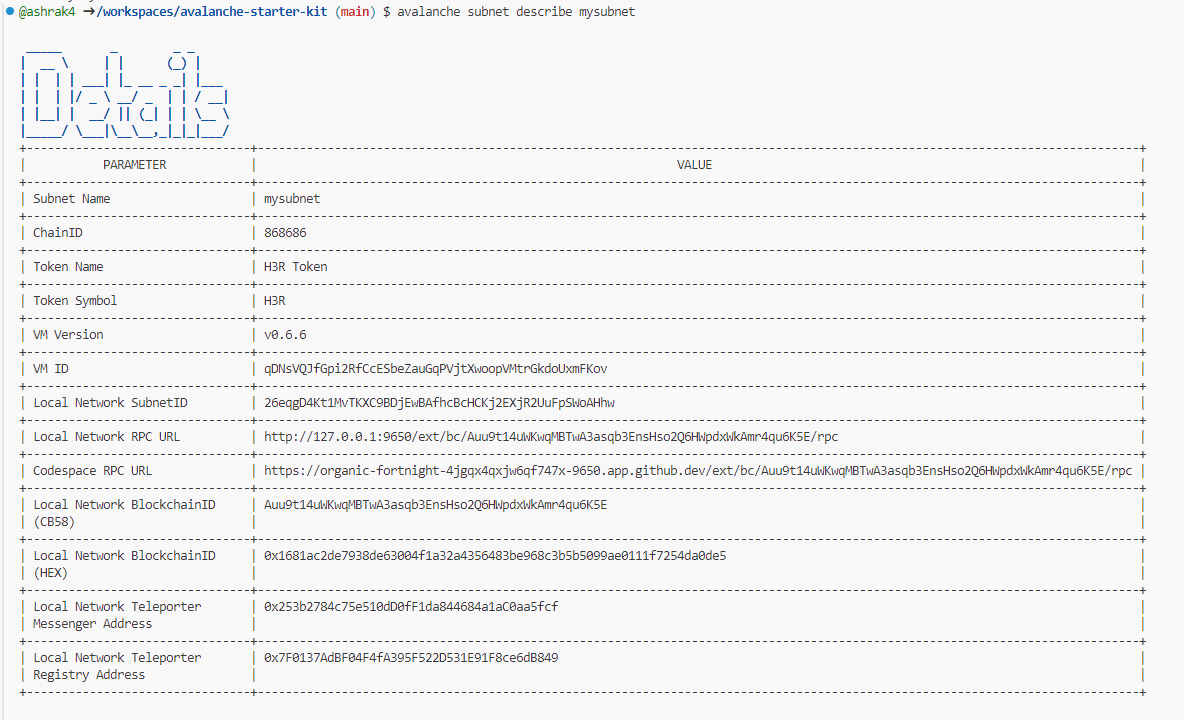 @ashrak4 ➔/workspaces/avalanche-starter-kit (main) $ avalanche subnet describe mysubnet
Details
PARAMETER VALUE
Subnet Name mysubnet
ChainID 868686
Token Name H3R Token
Token Symbol H3R
VM Version v0.6.6
VM ID qDNsVQJfGpi2RfCcESbeZauGqPVjtXwoopVMtrGkdoUxmFKov
Local Network SubnetID 26eqgD4Kt1MvTKXC9BDjEwBAfhcBcHCKj2EXjR2UuFpSWoAHhw
Local Network RPC URL http://127.0.0.1:9650/ext/bc/Auu9t14uWKwqMBTwA3asqb3EnsHso2Q6HWpdxWkAmr4qu6K5E/rpc
Codespace RPC URL https://organic-fortnight-4jgqx4qxjw6qf747x-9650.app.github.dev/ext/bc/Auu9t14uWKwqMBTwA3asqb3EnsHso2Q6HWpdxWkAmr4qu6K5E/rpc
Local Network BlockchainID Auu9t14uWKwqMBTwA3asqb3EnsHso2Q6HWpdxWkAmr4qu6K5E
(CB58)
Local Network BlockchainID 0x1681ac2de7938de63004f1a32a4356483be968c3b5b5099ae0111f7254da0de5
(HEX)
Local Network Teleporter 0x253b2784c75e510dD0fF1da844684a1aC0aa5fcf
Messenger Address
Local Network Teleporter 0x7F0137AdBF04F4fA395F522D531E91F8ce6dB849
Registry Address